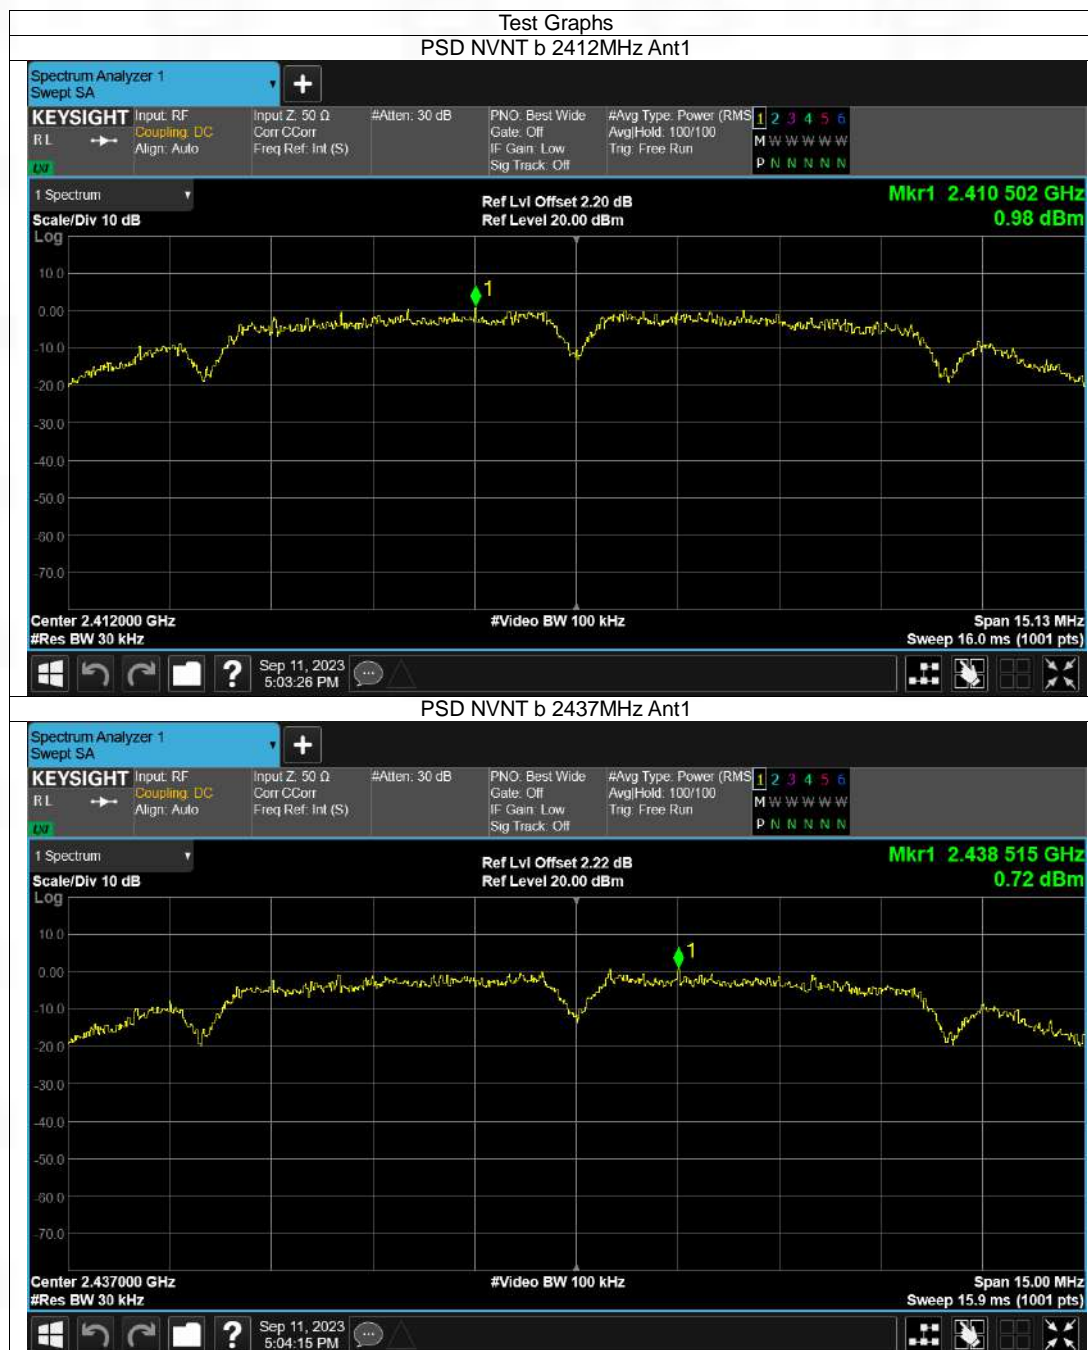 Test Graphs
PSD NVNT b 2412MHz Ant1
Spectrum Analyzer 1
Swept SA
+
KEYSIGHT Input: RF Input Z: 50 Ω #Atten: 30 dB PNO: Best Wide #Avg Type: Power (RMS 1 2 3 4 5 6
R L Coupling: DC Corr CCorr Gate: Off Avg|Hold: 100/100 M W W W W W
Align: Auto Freq Ref: Int (S) IF Gain: Low Trig: Free Run
LXI Sig Track: Off P N N N N N
1 Spectrum Ref Lvl Offset 2.20 dB Mkr1 2.410 502 GHz
Scale/Div 10 dB Ref Level 20.00 dBm 0.98 dBm
Log
10.0
1
0.00
-10.0
-20.0
-30.0
-40.0
-50.0
-60.0
-70.0
Center 2.412000 GHz #Video BW 100 kHz Span 15.13 MHz
#Res BW 30 kHz Sweep 16.0 ms (1001 pts)
? Sep 11, 2023
5:03:26 PM
PSD NVNT b 2437MHz Ant1
Spectrum Analyzer 1
Swept SA
+
KEYSIGHT Input: RF Input Z: 50 Ω #Atten: 30 dB PNO: Best Wide #Avg Type: Power (RMS 1 2 3 4 5 6
R L Coupling: DC Corr CCorr Gate: Off Avg|Hold: 100/100 M W W W W W
Align: Auto Freq Ref: Int (S) IF Gain: Low Trig: Free Run
LXI Sig Track: Off P N N N N N
1 Spectrum Ref Lvl Offset 2.22 dB Mkr1 2.438 515 GHz
Scale/Div 10 dB Ref Level 20.00 dBm 0.72 dBm
Log
10.0
1
0.00
-10.0
-20.0
-30.0
-40.0
-50.0
-60.0
-70.0
Center 2.437000 GHz #Video BW 100 kHz Span 15.00 MHz
#Res BW 30 kHz Sweep 15.9 ms (1001 pts)
? Sep 11, 2023
5:04:15 PM